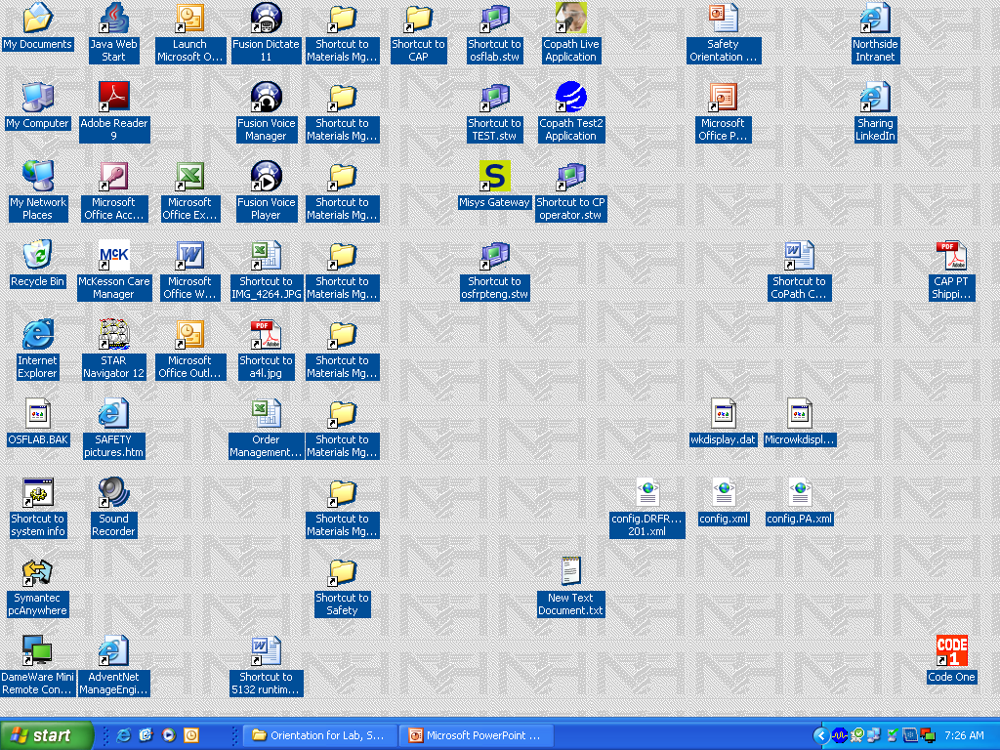 My Documents
Java Web
Start
Launch
Microsoft O...
Fusion Dictate
11
Shortcut to
Materials Mg...
Shortcut to
CAP
Shortcut to
osflab.stw
Copath Live
Application
Safety
Orientation ...
Northside
Intranet
My Computer
Adobe Reader
9
Fusion Voice
Manager
Shortcut to
Materials Mg...
Shortcut to
TEST.stw
Copath Test2
Application
Microsoft
Office P...
Sharing
LinkedIn
My Network
Places
Microsoft
Office Acc...
Microsoft
Office Ex...
Fusion Voice
Player
Shortcut to
Materials Mg...
S
Misys Gateway
Shortcut to CP
operator.stw
Recycle Bin
McK
McKesson Care
Manager
Microsoft
Office W...
Shortcut to
IMG_4264.JPG
Shortcut to
Materials Mg...
Shortcut to
osfrpteng.stw
Shortcut to
CoPath C...
PDF
Adobe
CAP PT
Shippi...
Internet
Explorer
STAR
Navigator 12
Microsoft
Office Outl...
PDF
Adobe
Shortcut to
a4l.jpg
Shortcut to
Materials Mg...
OSFLAB.BAK
SAFETY
pictures.htm
Order
Management...
Shortcut to
Materials Mg...
wkdisplay.dat
Microwkdispl...
Shortcut to
system info
Sound
Recorder
Shortcut to
Materials Mg...
config.DRFR...
201.xml
config.xml
config.PA.xml
Symantec
pcAnywhere
Shortcut to
Safety
New Text
Document.txt
DameWare Mini
Remote Con...
AdventNet
ManageEngi...
Shortcut to
5132 runtim...
CODE
1
Code One
start
Orientation for Lab, S...
Microsoft PowerPoint ...
7:26 AM